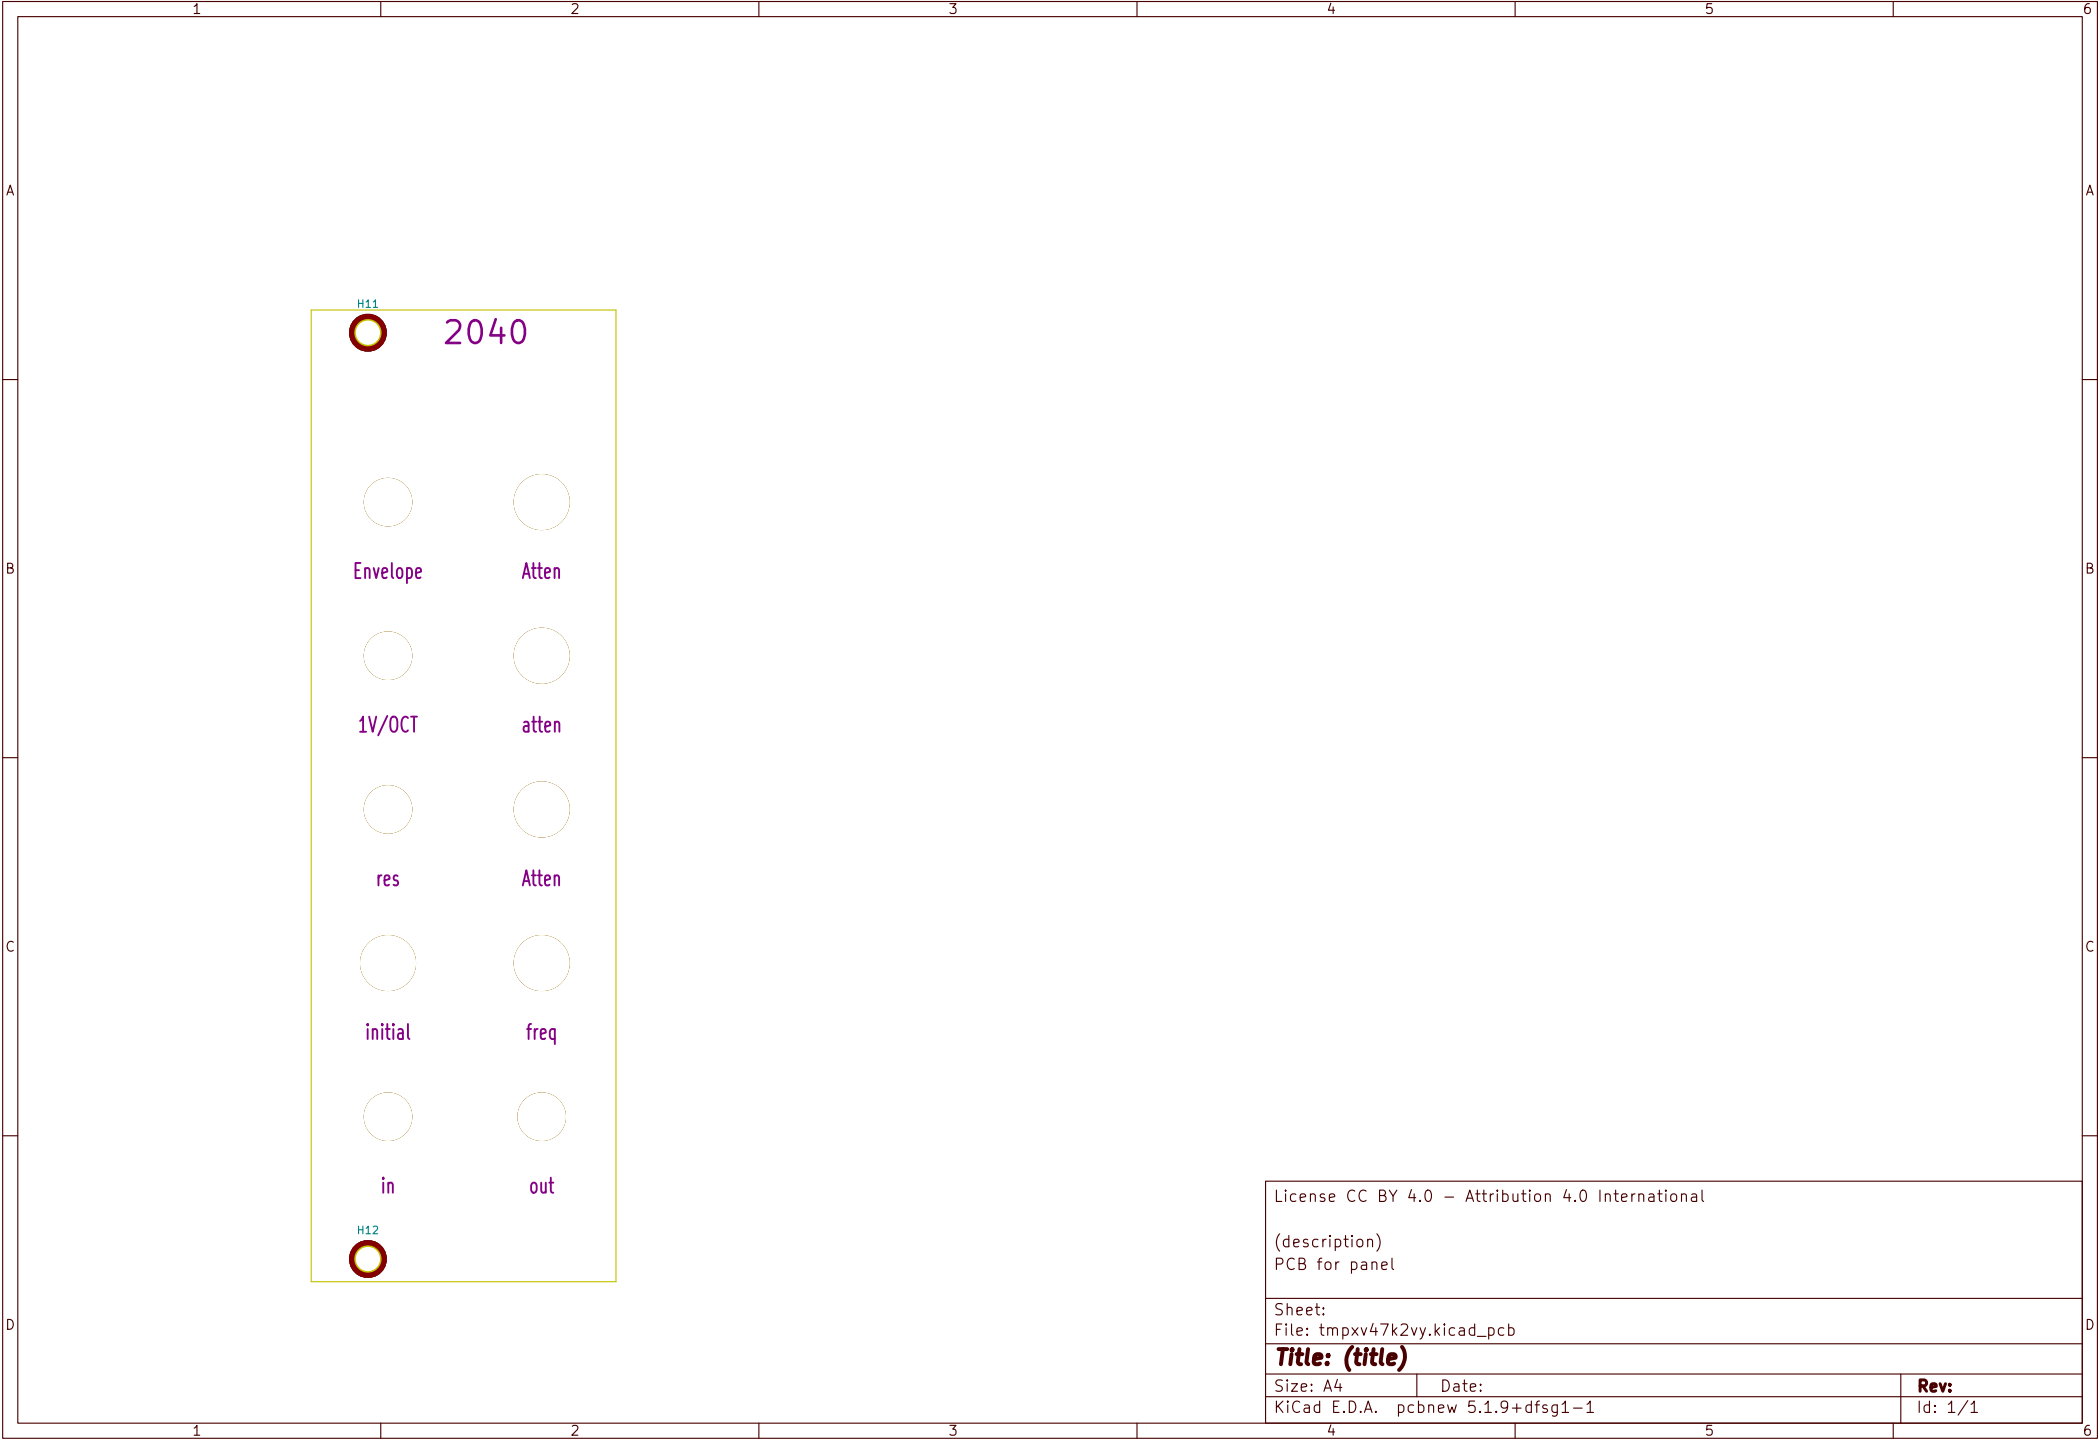 1 2 3 4 5 6
A A
H11
2040
Envelope Atten
B B
1V/OCT atten
res Atten
C C
initial freq
in out
License CC BY 4.0 - Attribution 4.0 International
H12
(description)
PCB for panel
Sheet:
D D
File: tmpxv47k2vy.kicad_pcb
Title: (title)
Size: A4 Date: Rev:
KiCad E.D.A. pcbnew 5.1.9+dfsg1-1 Id: 1/1
1 2 3 4 5 6